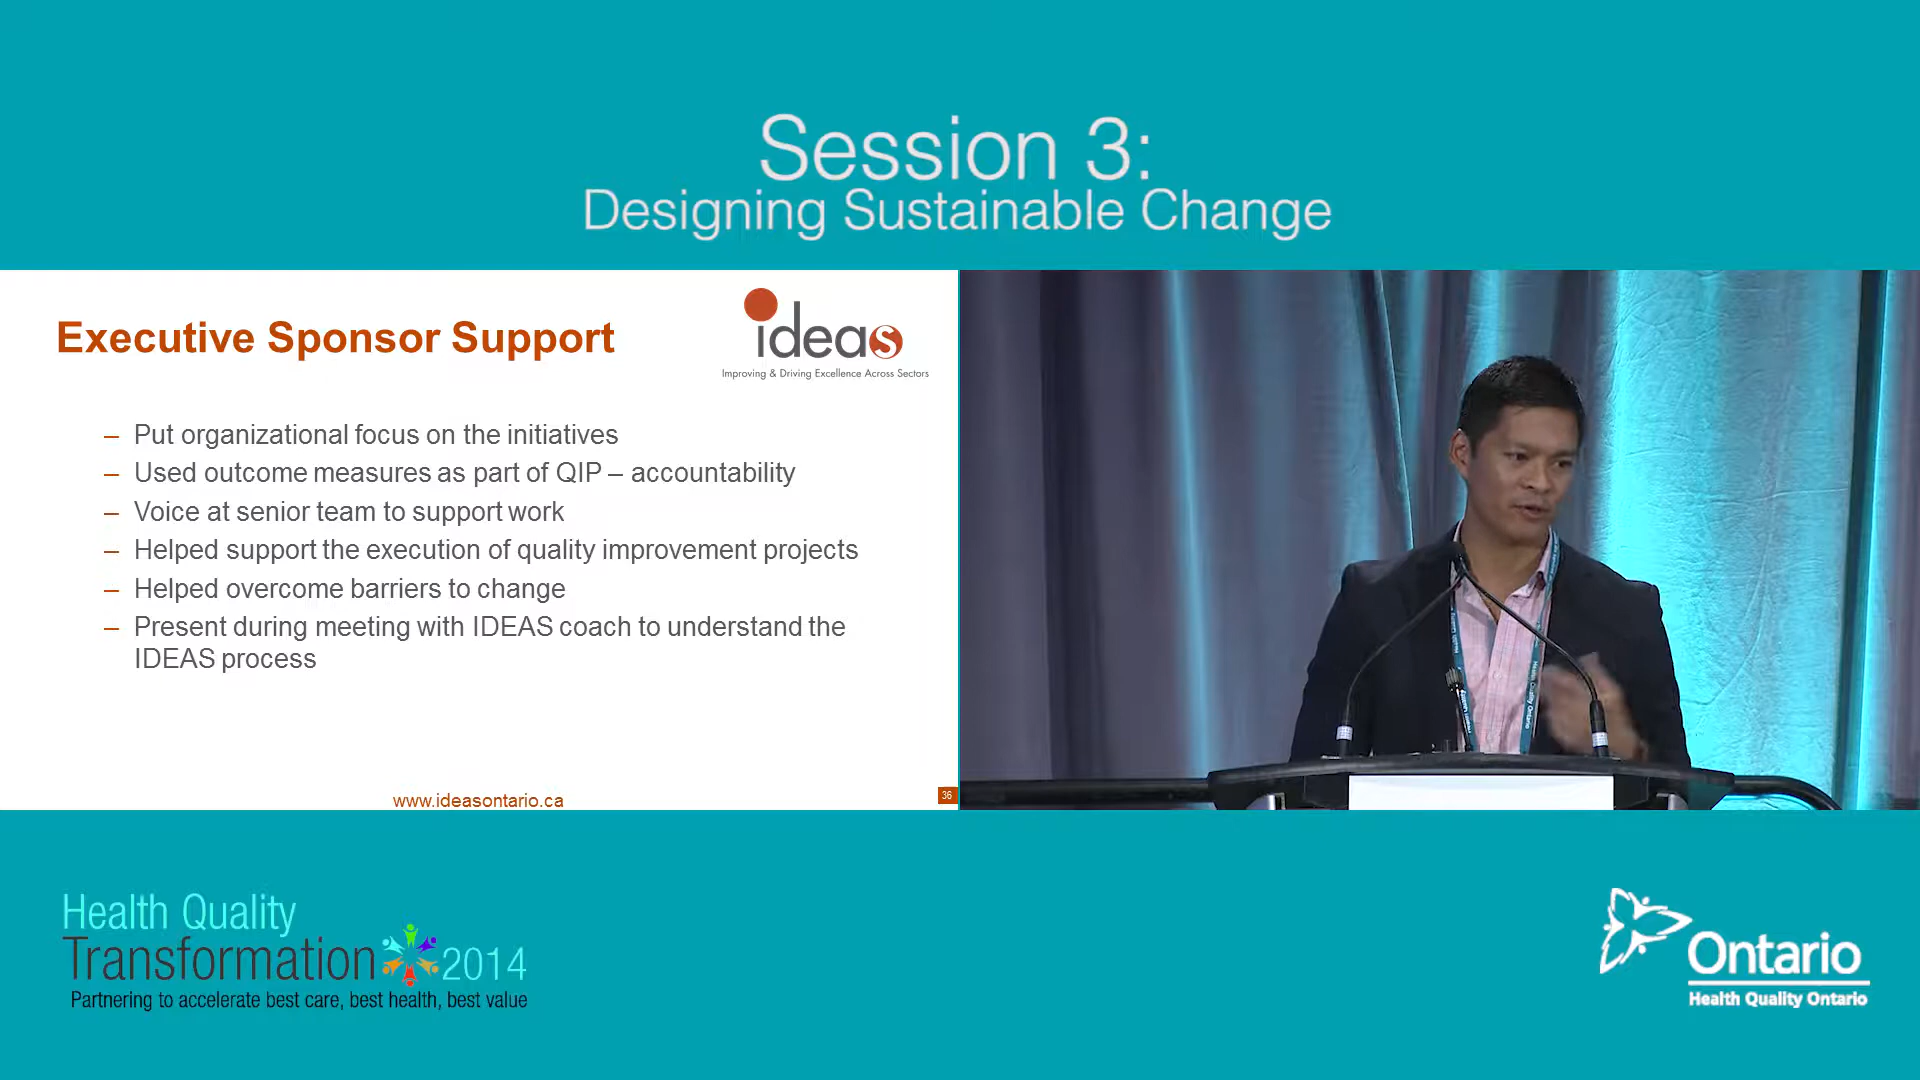 Session 3:
Designing Sustainable Change
Executive Sponsor Support
ideas
Improving & Driving Excellence Across Sectors
– Put organizational focus on the initiatives
– Used outcome measures as part of QIP – accountability
– Voice at senior team to support work
– Helped support the execution of quality improvement projects
– Helped overcome barriers to change
– Present during meeting with IDEAS coach to understand the
IDEAS process
www.ideasontario.ca
36
Health Quality
Transformation 2014
Partnering to accelerate best care, best health, best value
Ontario
Health Quality Ontario